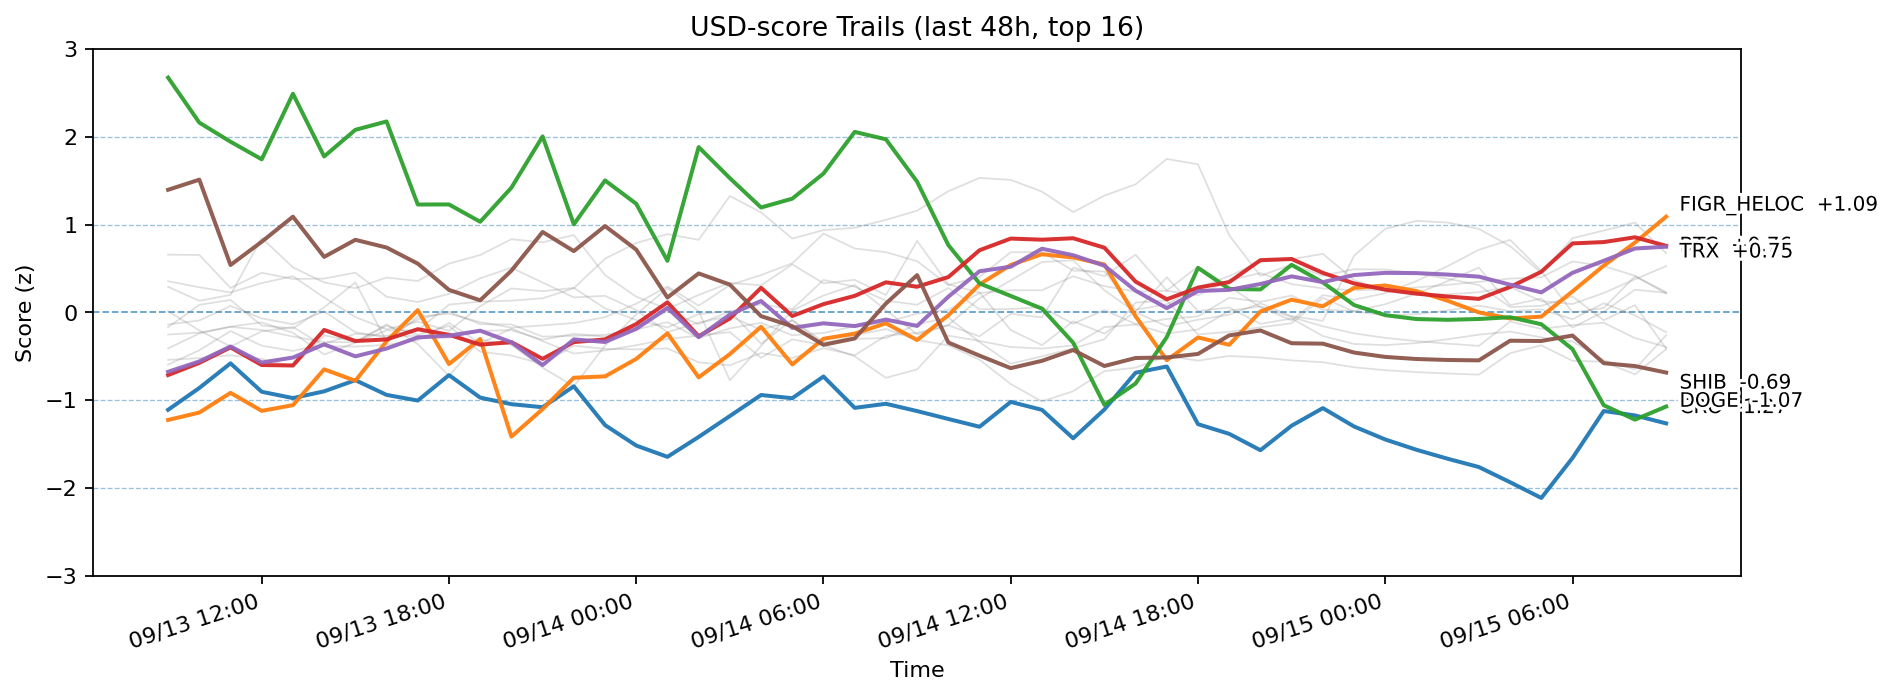 USD-score Trails (last 48h, top 16)
Score (z)
3
2
1
0
−1
−2
−3
FIGR_HELOC +1.09
TRX +0.75
SHIB -0.69
DOGE -1.07
09/13 12:00
09/13 18:00
09/14 00:00
09/14 06:00
09/14 12:00
09/14 18:00
09/15 00:00
09/15 06:00
Time